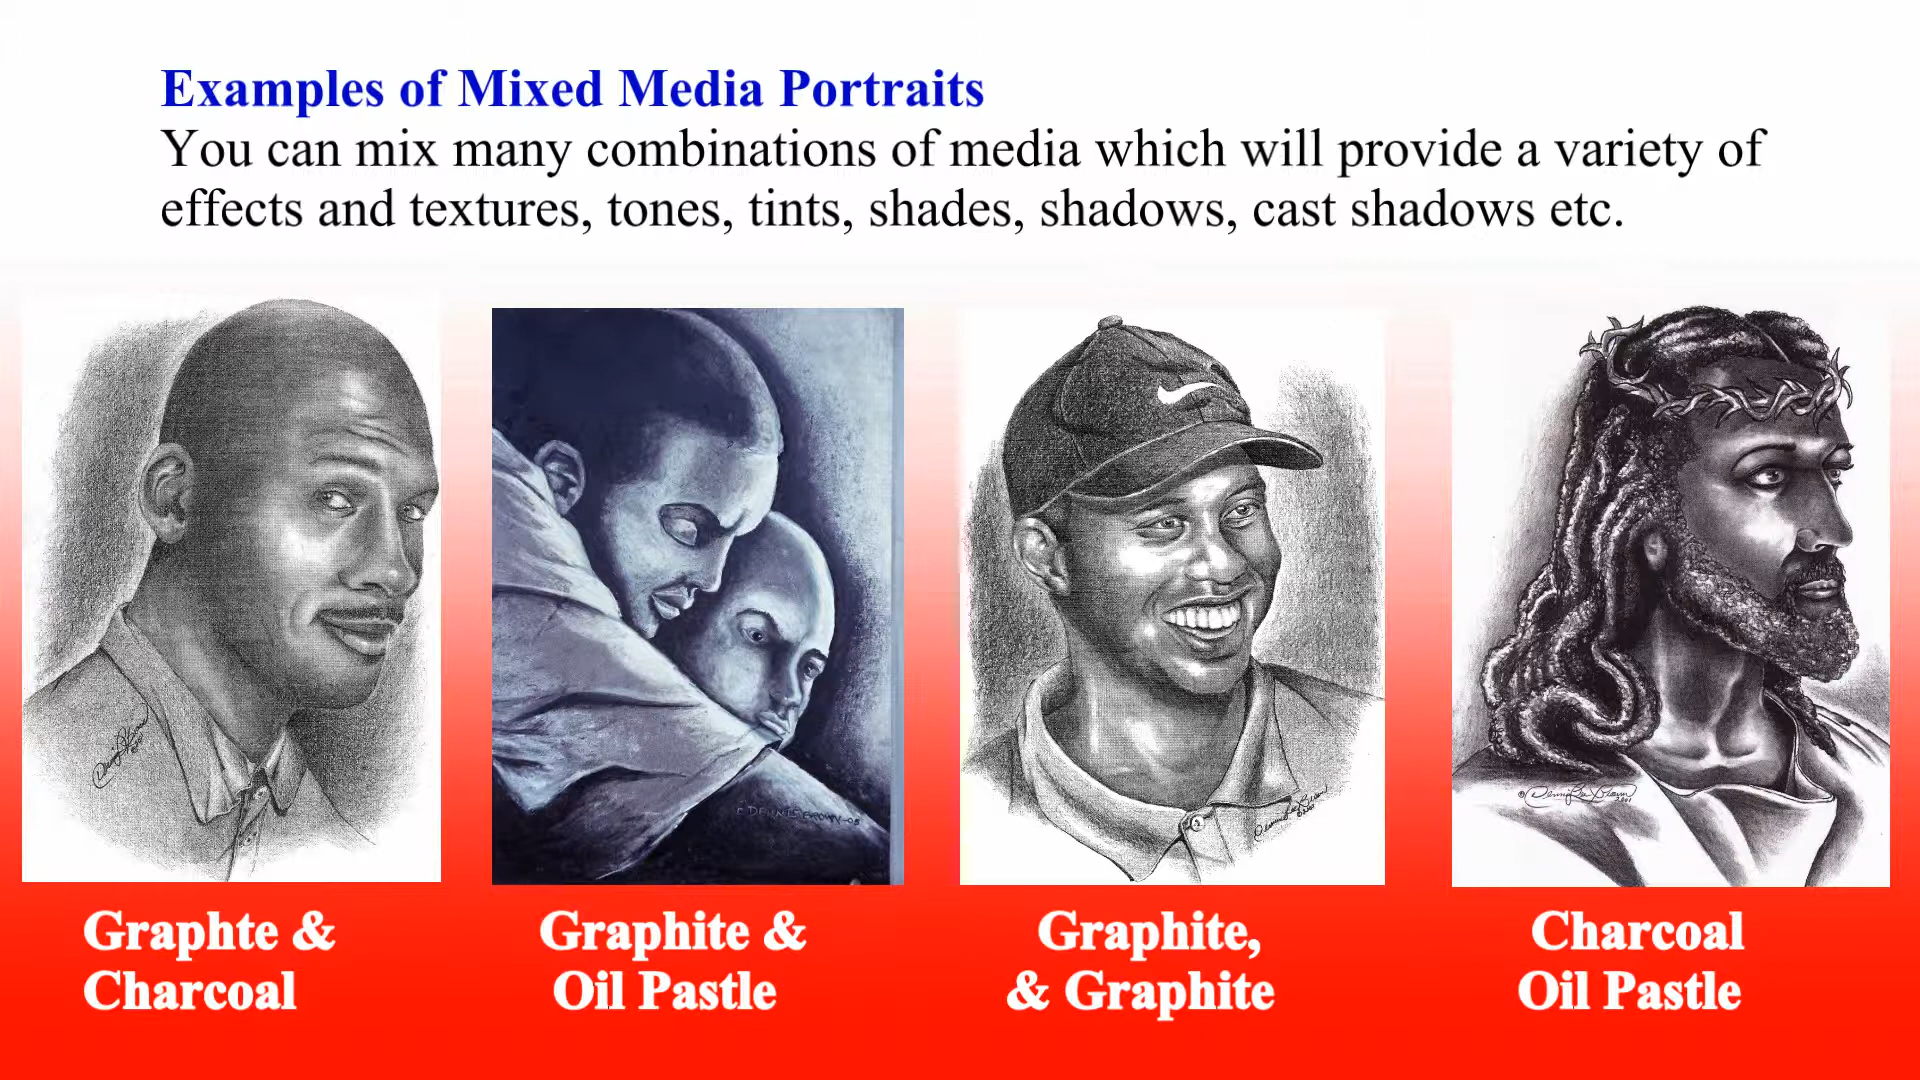 Examples of Mixed Media Portraits
You can mix many combinations of media which will provide a variety of
effects and textures, tones, tints, shades, shadows, cast shadows etc.
Graphte &
Charcoal
Graphite &
Oil Pastle
Graphite,
& Graphite
Charcoal
Oil Pastle